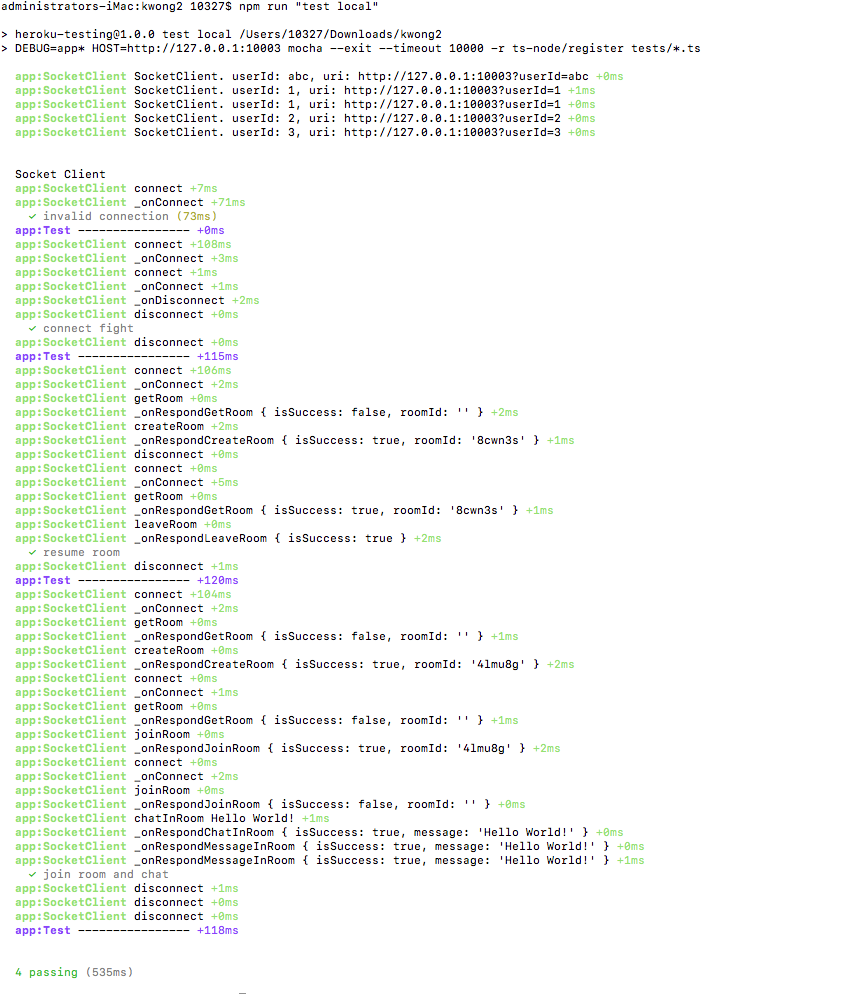 administrators-iMac:kwong2 10327$ npm run "test local"
> heroku-testing@1.0.0 test local /Users/10327/Downloads/kwong2
> DEBUG=app* HOST=http://127.0.0.1:10003 mocha --exit --timeout 10000 -r ts-node/register tests/*.ts
app:SocketClient SocketClient. userId: abc, uri: http://127.0.0.1:10003?userId=abc +0ms
app:SocketClient SocketClient. userId: 1, uri: http://127.0.0.1:10003?userId=1 +1ms
app:SocketClient SocketClient. userId: 1, uri: http://127.0.0.1:10003?userId=1 +0ms
app:SocketClient SocketClient. userId: 2, uri: http://127.0.0.1:10003?userId=2 +0ms
app:SocketClient SocketClient. userId: 3, uri: http://127.0.0.1:10003?userId=3 +0ms
Socket Client
app:SocketClient connect +7ms
app:SocketClient _onConnect +71ms
✓ invalid connection (73ms)
app:Test ---------------- +0ms
app:SocketClient connect +108ms
app:SocketClient _onConnect +3ms
app:SocketClient connect +1ms
app:SocketClient _onConnect +1ms
app:SocketClient _onDisconnect +2ms
app:SocketClient disconnect +0ms
✓ connect fight
app:SocketClient disconnect +0ms
app:Test ---------------- +115ms
app:SocketClient connect +106ms
app:SocketClient _onConnect +2ms
app:SocketClient getRoom +0ms
app:SocketClient _onRespondGetRoom { isSuccess: false, roomId: '' } +2ms
app:SocketClient createRoom +2ms
app:SocketClient _onRespondCreateRoom { isSuccess: true, roomId: '8cwn3s' } +1ms
app:SocketClient disconnect +0ms
app:SocketClient connect +0ms
app:SocketClient _onConnect +5ms
app:SocketClient getRoom +0ms
app:SocketClient _onRespondGetRoom { isSuccess: true, roomId: '8cwn3s' } +1ms
app:SocketClient leaveRoom +0ms
app:SocketClient _onRespondLeaveRoom { isSuccess: true } +2ms
✓ resume room
app:SocketClient disconnect +1ms
app:Test ---------------- +120ms
app:SocketClient connect +104ms
app:SocketClient _onConnect +2ms
app:SocketClient getRoom +0ms
app:SocketClient _onRespondGetRoom { isSuccess: false, roomId: '' } +1ms
app:SocketClient createRoom +0ms
app:SocketClient _onRespondCreateRoom { isSuccess: true, roomId: '4lmu8g' } +2ms
app:SocketClient connect +0ms
app:SocketClient _onConnect +1ms
app:SocketClient getRoom +0ms
app:SocketClient _onRespondGetRoom { isSuccess: false, roomId: '' } +1ms
app:SocketClient joinRoom +0ms
app:SocketClient _onRespondJoinRoom { isSuccess: true, roomId: '4lmu8g' } +2ms
app:SocketClient connect +0ms
app:SocketClient _onConnect +2ms
app:SocketClient joinRoom +0ms
app:SocketClient _onRespondJoinRoom { isSuccess: false, roomId: '' } +0ms
app:SocketClient chatInRoom Hello World! +1ms
app:SocketClient _onRespondChatInRoom { isSuccess: true, message: 'Hello World!' } +0ms
app:SocketClient _onRespondMessageInRoom { isSuccess: true, message: 'Hello World!' } +0ms
app:SocketClient _onRespondMessageInRoom { isSuccess: true, message: 'Hello World!' } +1ms
✓ join room and chat
app:SocketClient disconnect +1ms
app:SocketClient disconnect +0ms
app:SocketClient disconnect +0ms
app:Test ---------------- +118ms
4 passing (535ms)